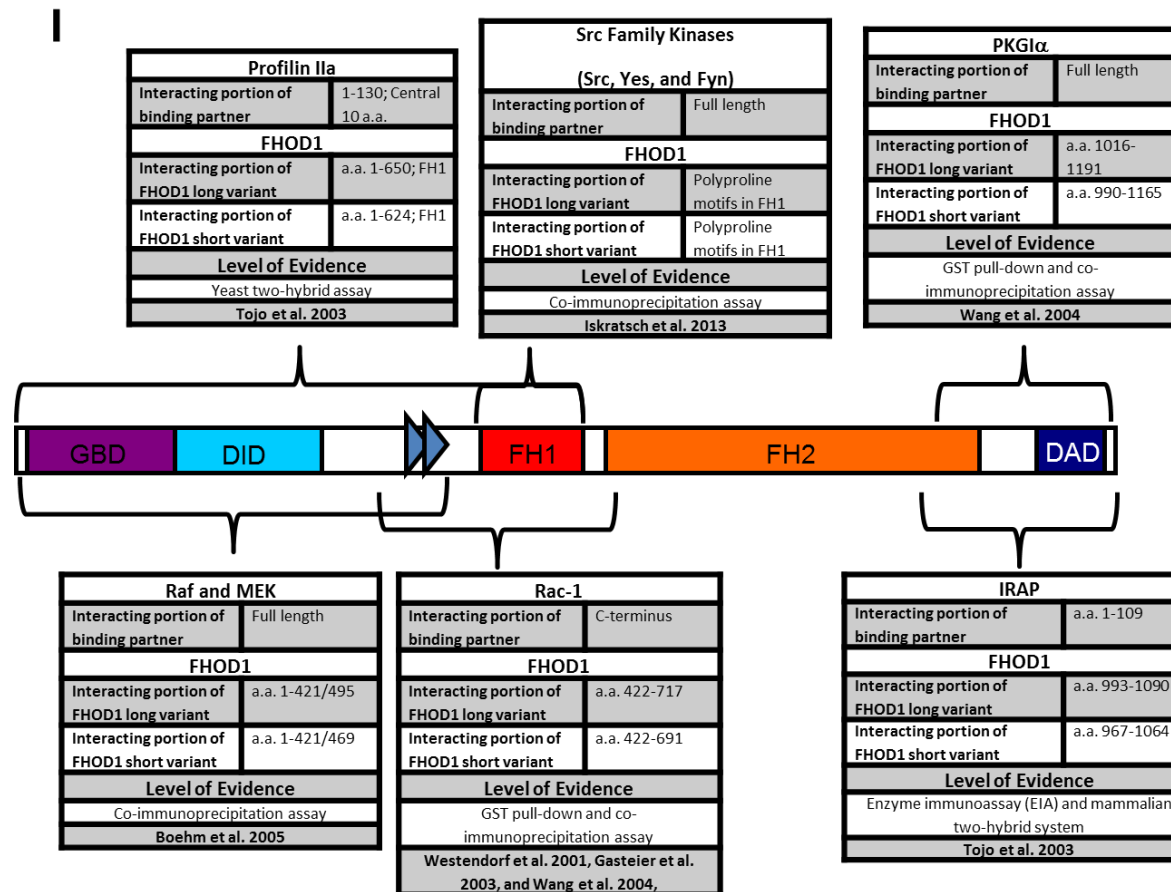 I
Profilin IIa
Interacting portion of
binding partner
1-130; Central
10 a.a.
FHOD1
Interacting portion of
FHOD1 long variant
a.a. 1-650; FH1
Interacting portion of
FHOD1 short variant
a.a. 1-624; FH1
Level of Evidence
Yeast two-hybrid assay
Tojo et al. 2003
Src Family Kinases
(Src, Yes, and Fyn)
Interacting portion of
binding partner
Full length
FHOD1
Interacting portion of
FHOD1 long variant
Polyproline
motifs in FH1
Interacting portion of
FHOD1 short variant
Polyproline
motifs in FH1
Level of Evidence
Co-immunoprecipitation assay
Iskratsch et al. 2013
PKGIα
Interacting portion of
binding partner
Full length
FHOD1
Interacting portion of
FHOD1 long variant
a.a. 1016-
1191
Interacting portion of
FHOD1 short variant
a.a. 990-1165
Level of Evidence
GST pull-down and co-
immunoprecipitation assay
Wang et al. 2004
GBD
DID
FH1
FH2
DAD
Raf and MEK
Interacting portion of
binding partner
Full length
FHOD1
Interacting portion of
FHOD1 long variant
a.a. 1-421/495
Interacting portion of
FHOD1 short variant
a.a. 1-421/469
Level of Evidence
Co-immunoprecipitation assay
Boehm et al. 2005
Rac-1
Interacting portion of
binding partner
C-terminus
FHOD1
Interacting portion of
FHOD1 long variant
a.a. 422-717
Interacting portion of
FHOD1 short variant
a.a. 422-691
Level of Evidence
GST pull-down and co-
immunoprecipitation assay
Westendorf et al. 2001, Gasteier et al.
2003, and Wang et al. 2004,
IRAP
Interacting portion of
binding partner
a.a. 1-109
FHOD1
Interacting portion of
FHOD1 long variant
a.a. 993-1090
Interacting portion of
FHOD1 short variant
a.a. 967-1064
Level of Evidence
Enzyme immunoassay (EIA) and mammalian
two-hybrid system
Tojo et al. 2003